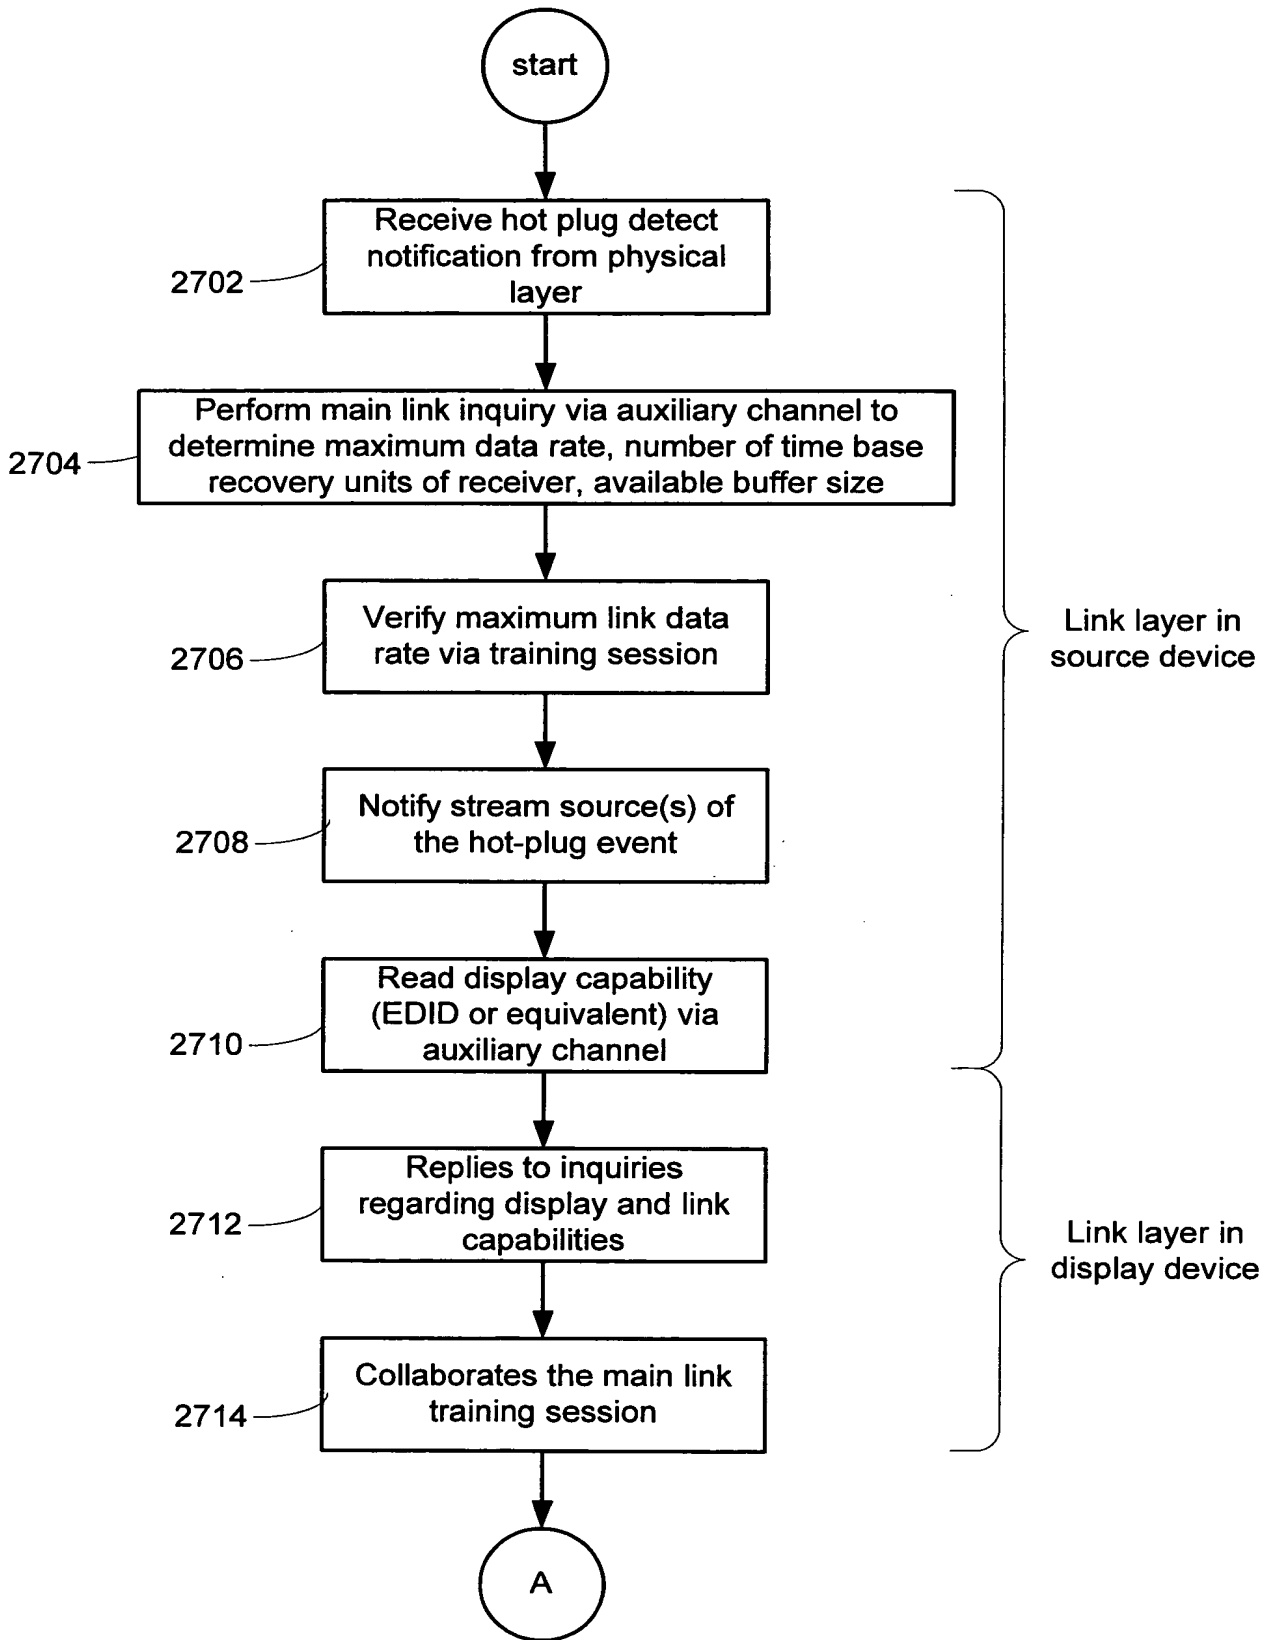 start
Receive hot plug detect
notification from physical
layer
2702
Perform main link inquiry via auxiliary channel to
determine maximum data rate, number of time base
recovery units of receiver, available buffer size
2704
Verify maximum link data
rate via training session
2706
Link layer in
source device
Notify stream source(s) of
the hot-plug event
2708
Read display capability
(EDID or equivalent) via
auxiliary channel
2710
Replies to inquiries
regarding display and link
capabilities
2712
Link layer in
display device
Collaborates the main link
training session
2714
A